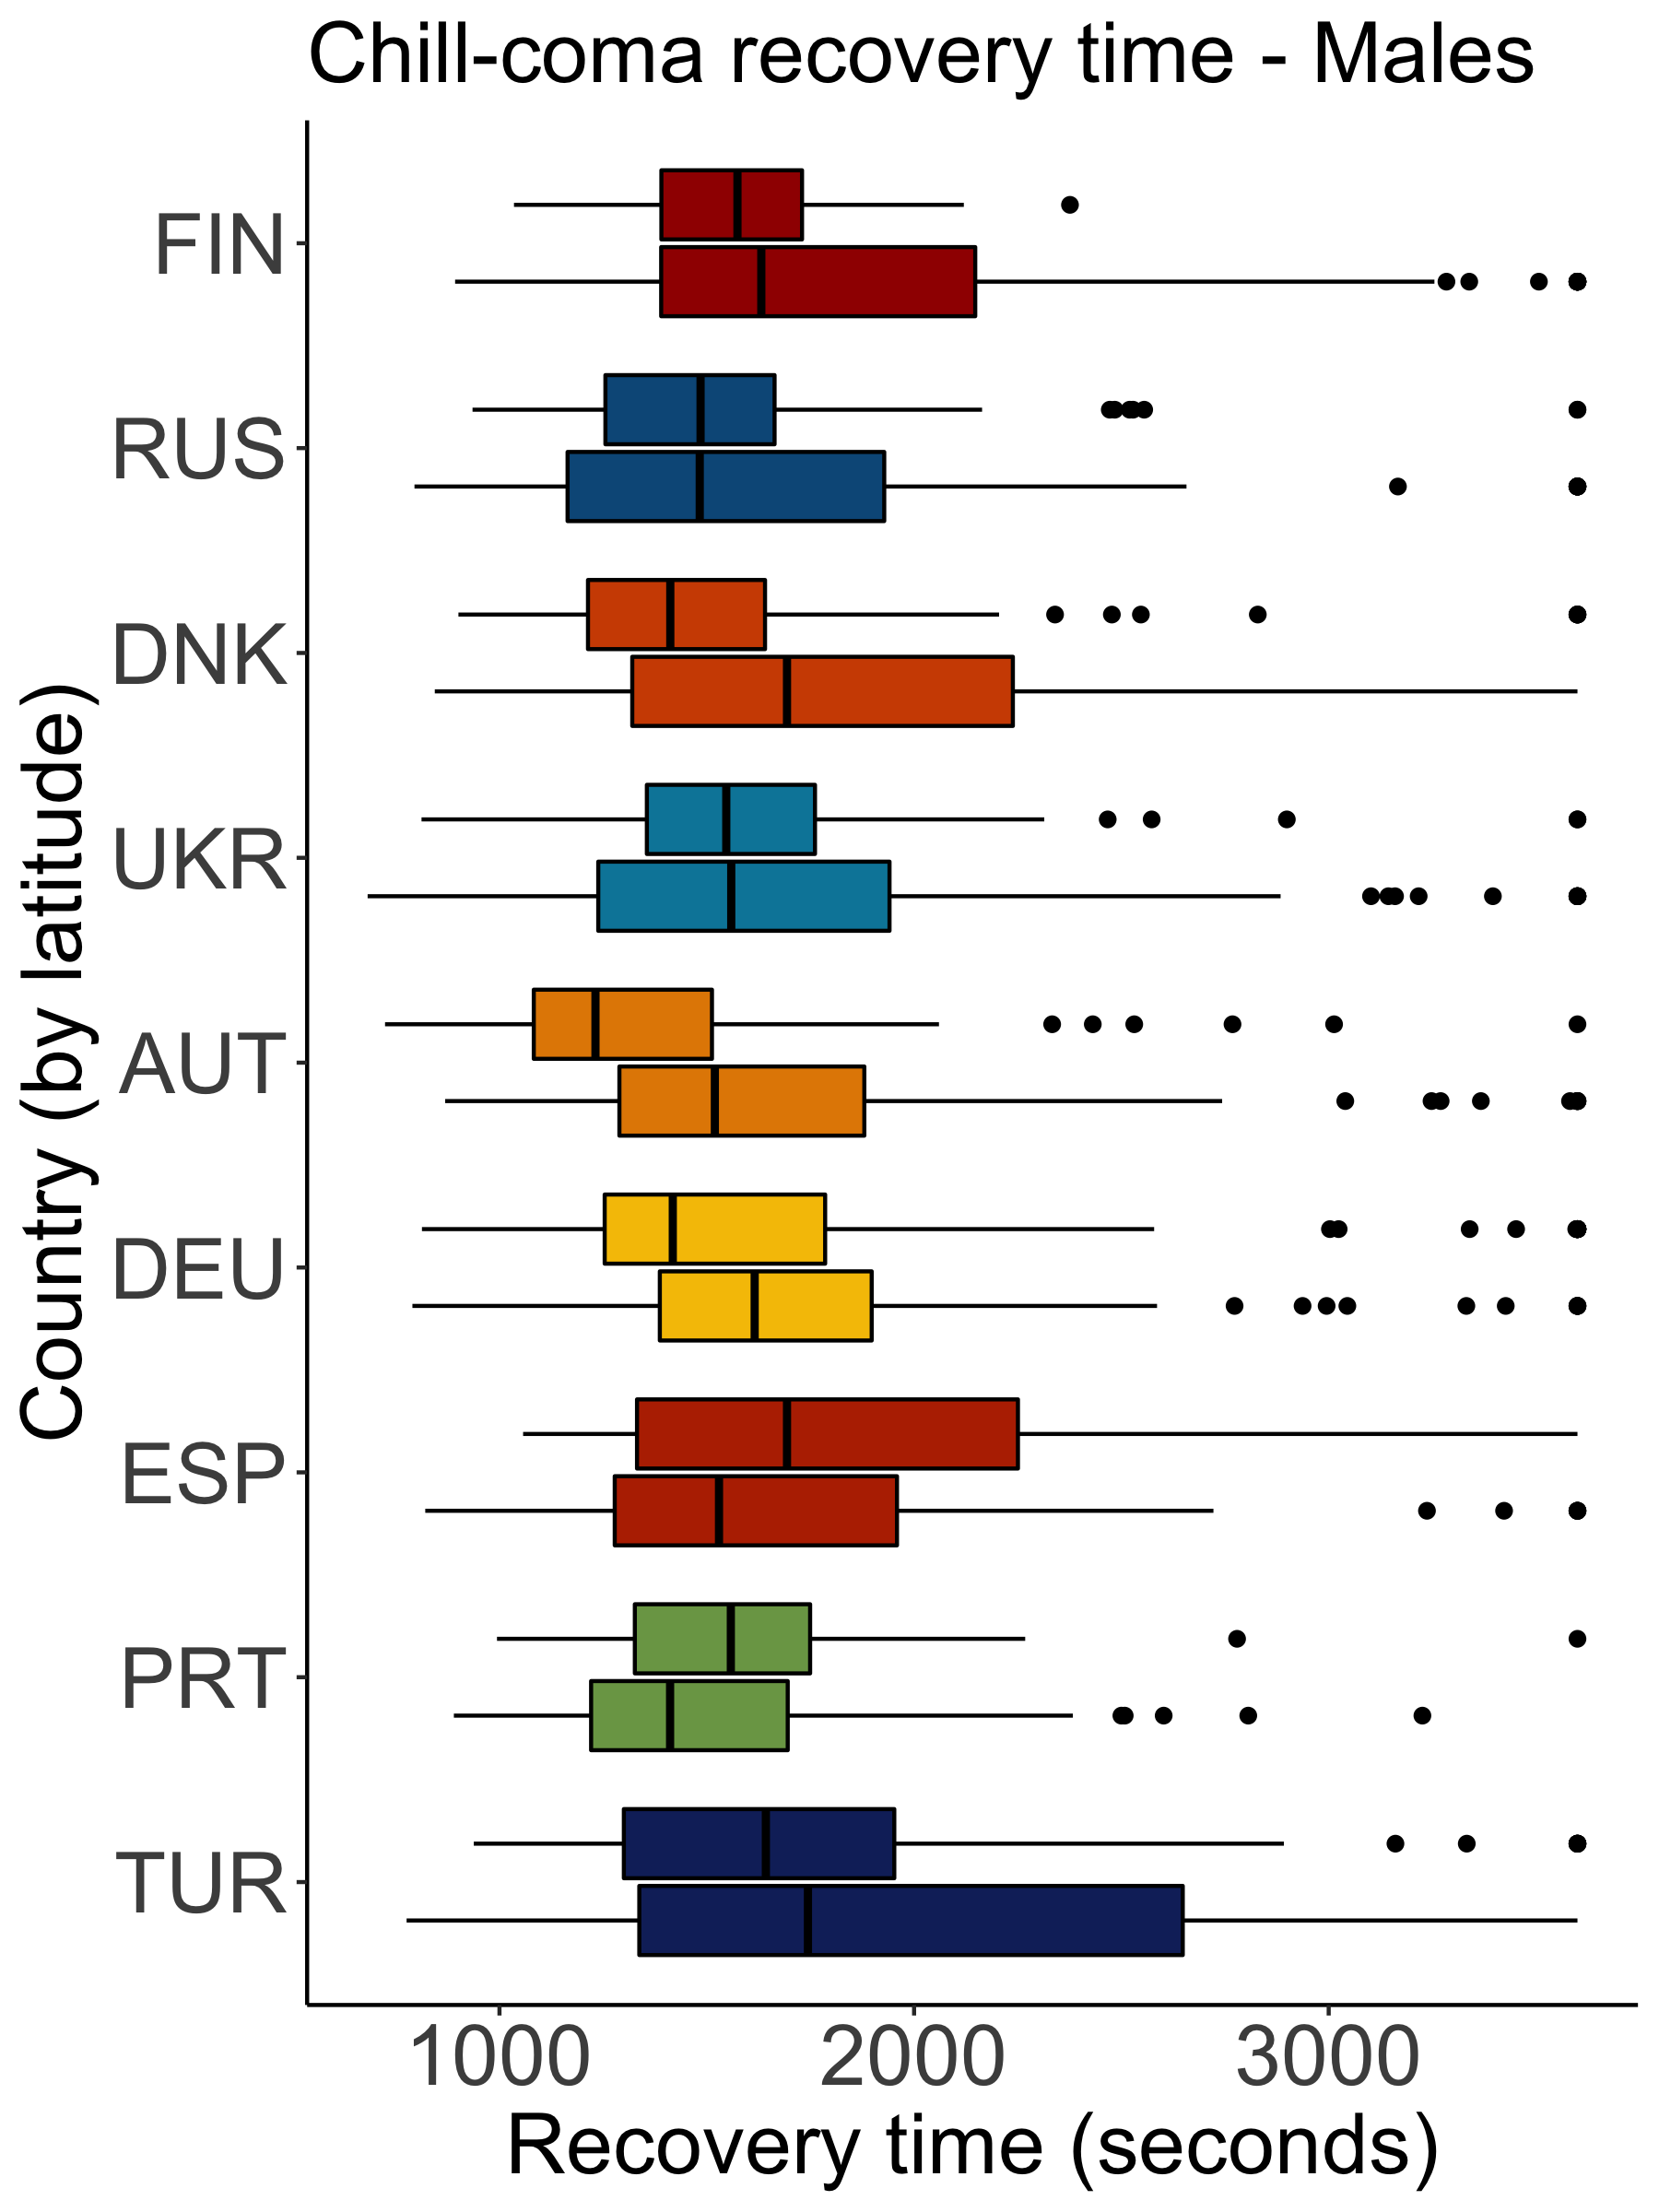 Chill-coma recovery time - Males
Country (by latitude)
FIN
RUS
DNK
UKR
AUT
DEU
ESP
PRT
TUR
1000 2000 3000
Recovery time (seconds)